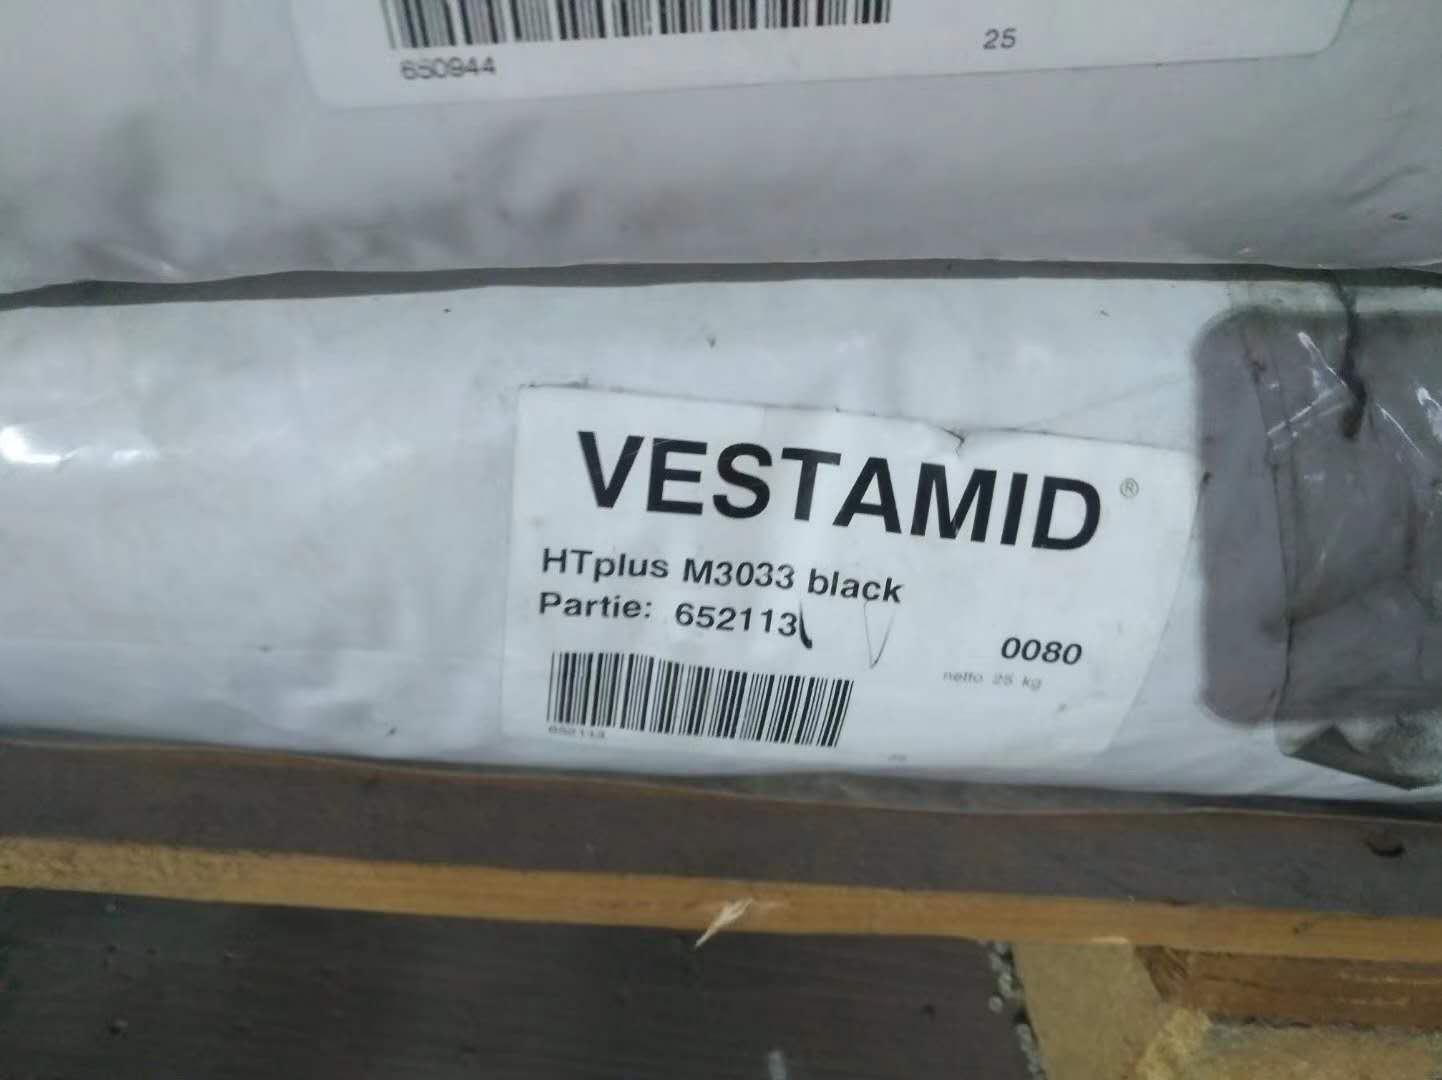 650944
25
VESTAMID®
HTplus M3033 black
Partie: 652113
0080
netto 25 kg
652113